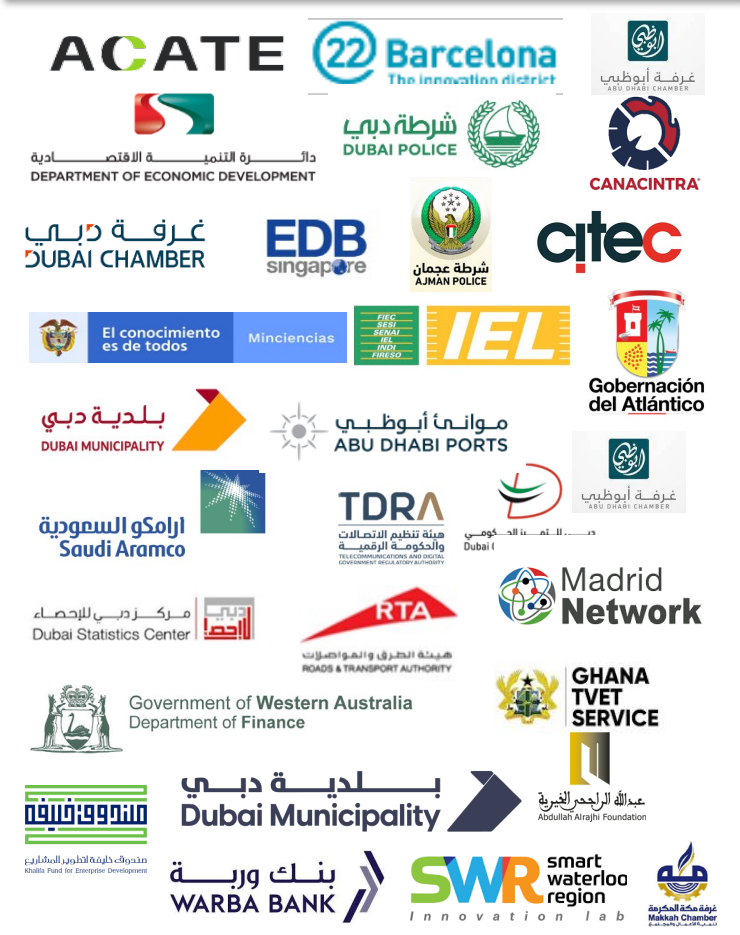 ACATE
22 Barcelona
The innovation district
غرفة أبوظبي
ABU DHABI CHAMBER
دائرة التنمية الاقتصادية
DEPARTMENT OF ECONOMIC DEVELOPMENT
شرطة دبي
DUBAI POLICE
CANACINTRA
غرفة دبي
DUBAI CHAMBER
EDB
singapore
شرطة عجمان
AJMAN POLICE
citec
El conocimiento
es de todos
Minciencias
FIEC
SESI
SENAI
IEL
INDI
FIRESO
IEL
Gobernación
del Atlántico
بلدية دبي
DUBAI MUNICIPALITY
موانئ أبوظبي
ABU DHABI PORTS
غرفة أبوظبي
ABU DHABI CHAMBER
أرامكو السعودية
Saudi Aramco
TDRA
هيئة تنظيم الاتصالات
والحكومة الرقمية
TELECOMMUNICATIONS AND DIGITAL
GOVERNMENT REGULATORY AUTHORITY
Dubai
مركز دبي للإحصاء
Dubai Statistics Center
RTA
هيئة الطرق والمواصلات
ROADS & TRANSPORT AUTHORITY
Madrid
Network
Government of Western Australia
Department of Finance
GHANA
TVET
SERVICE
صندوق خليفة
صندوق خليفة لتطوير المشاريع
Khalifa Fund for Enterprise Development
بلدية دبي
Dubai Municipality
عبدالله الراجحي الخيرية
Abdullah Alrajhi Foundation
بنك وربة
WARBA BANK
SWR
smart
waterloo
region
Innovation lab
مكة
غرفة مكة المكرمة
Makkah Chamber